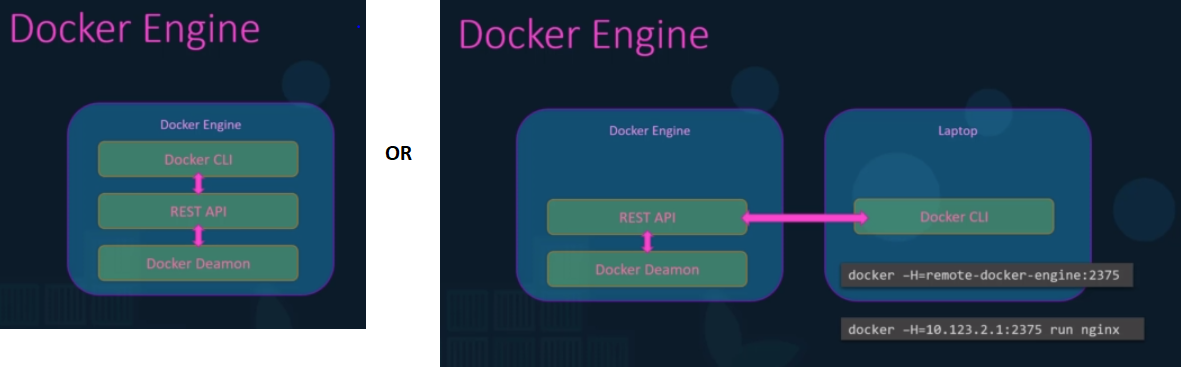 Docker Engine
Docker Engine
Docker CLI
REST API
Docker Deamon
OR
Docker Engine
Docker Engine
REST API
Docker Deamon
Laptop
Docker CLI
docker –H=remote-docker-engine:2375
docker –H=10.123.2.1:2375 run nginx